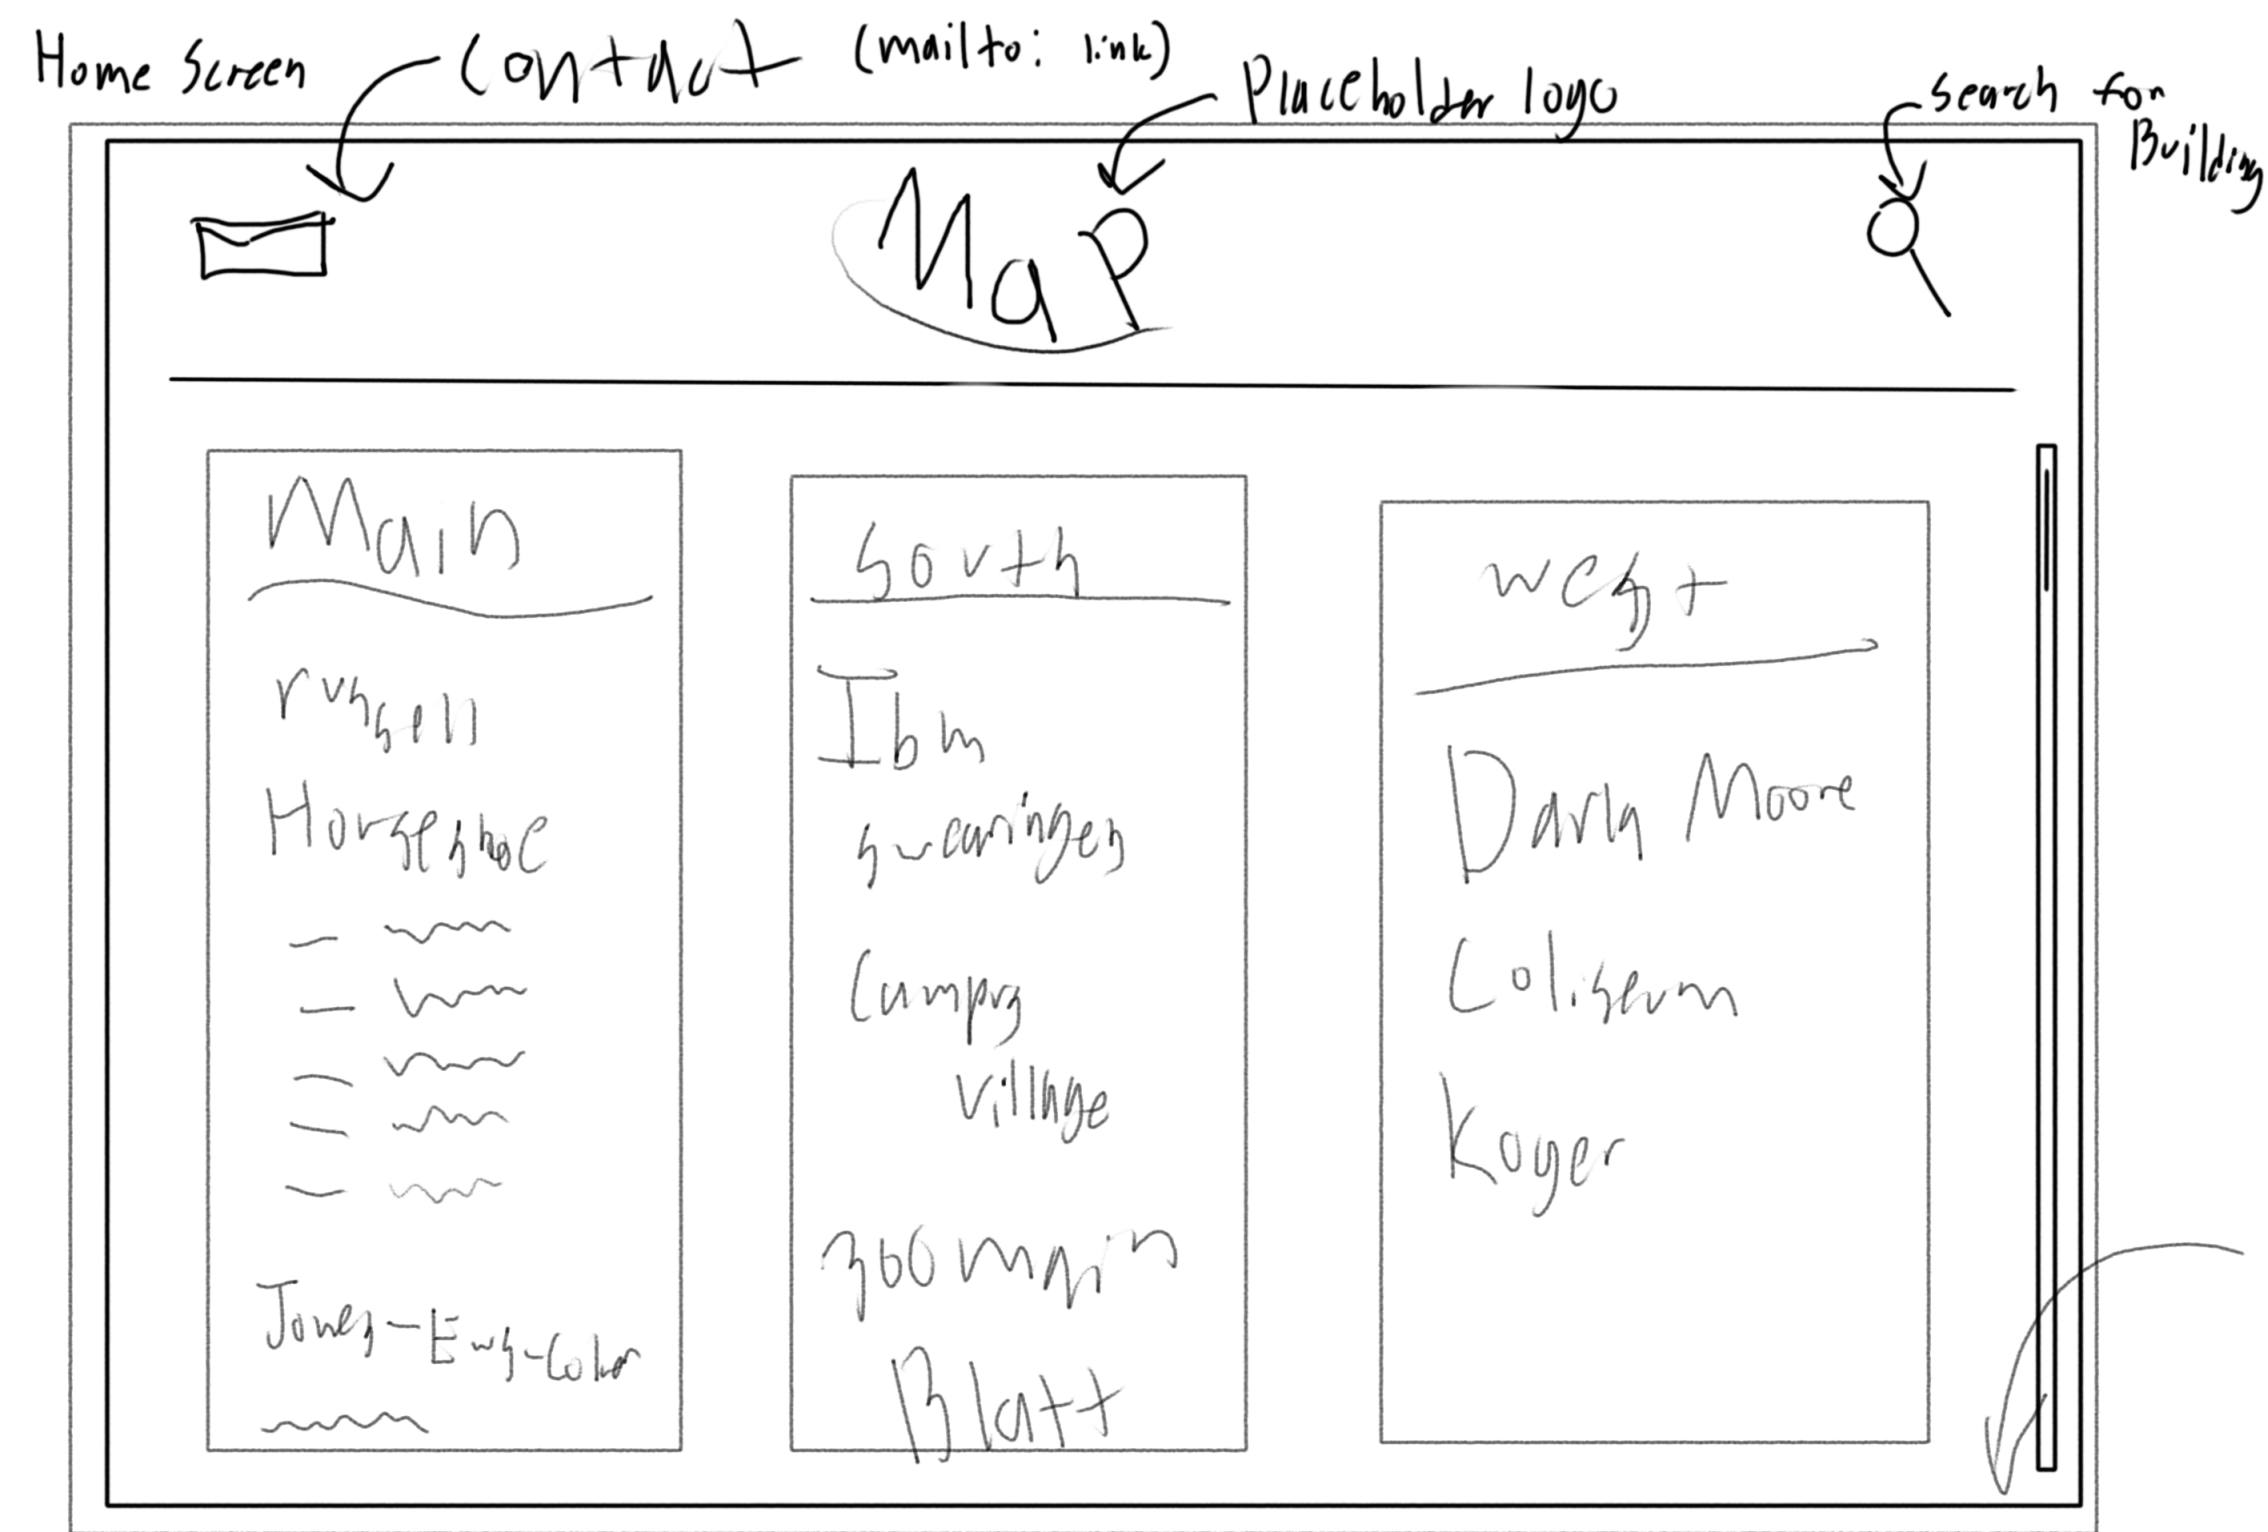 Home Screen
Contact (mailto: link)
Placeholder logo
search for
Building
Map
Main
russell
Horseshoe
Jones-Ews-Coker
South
Ibm
swearingen
Campus
Village
300 main
Blatt
west
Darla Moore
Coliseum
Koger